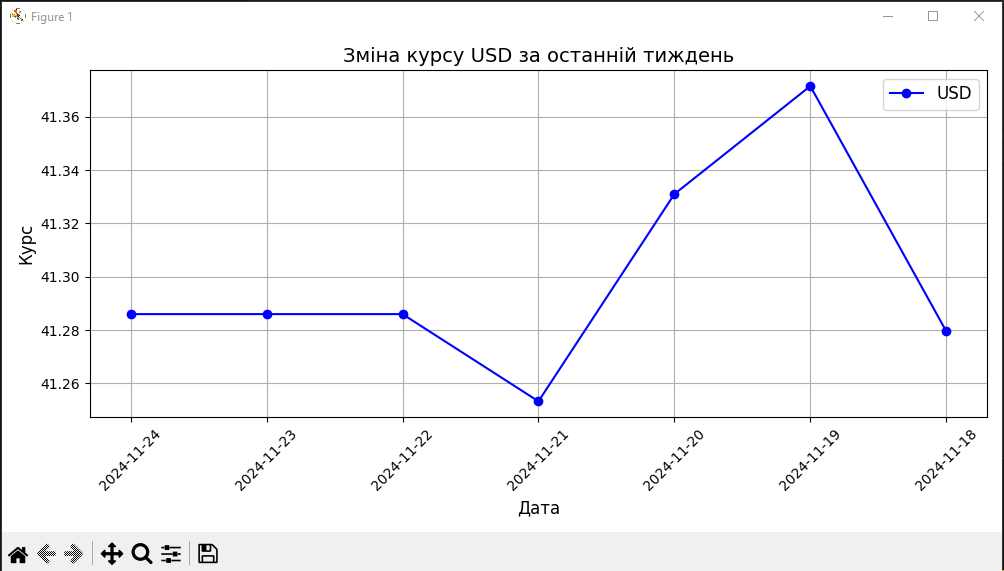 Figure 1
Зміна курсу USD за останній тиждень
USD
41.36
41.34
41.32
41.30
41.28
41.26
Курс
2024-11-24
2024-11-23
2024-11-22
2024-11-21
2024-11-20
2024-11-19
2024-11-18
Дата